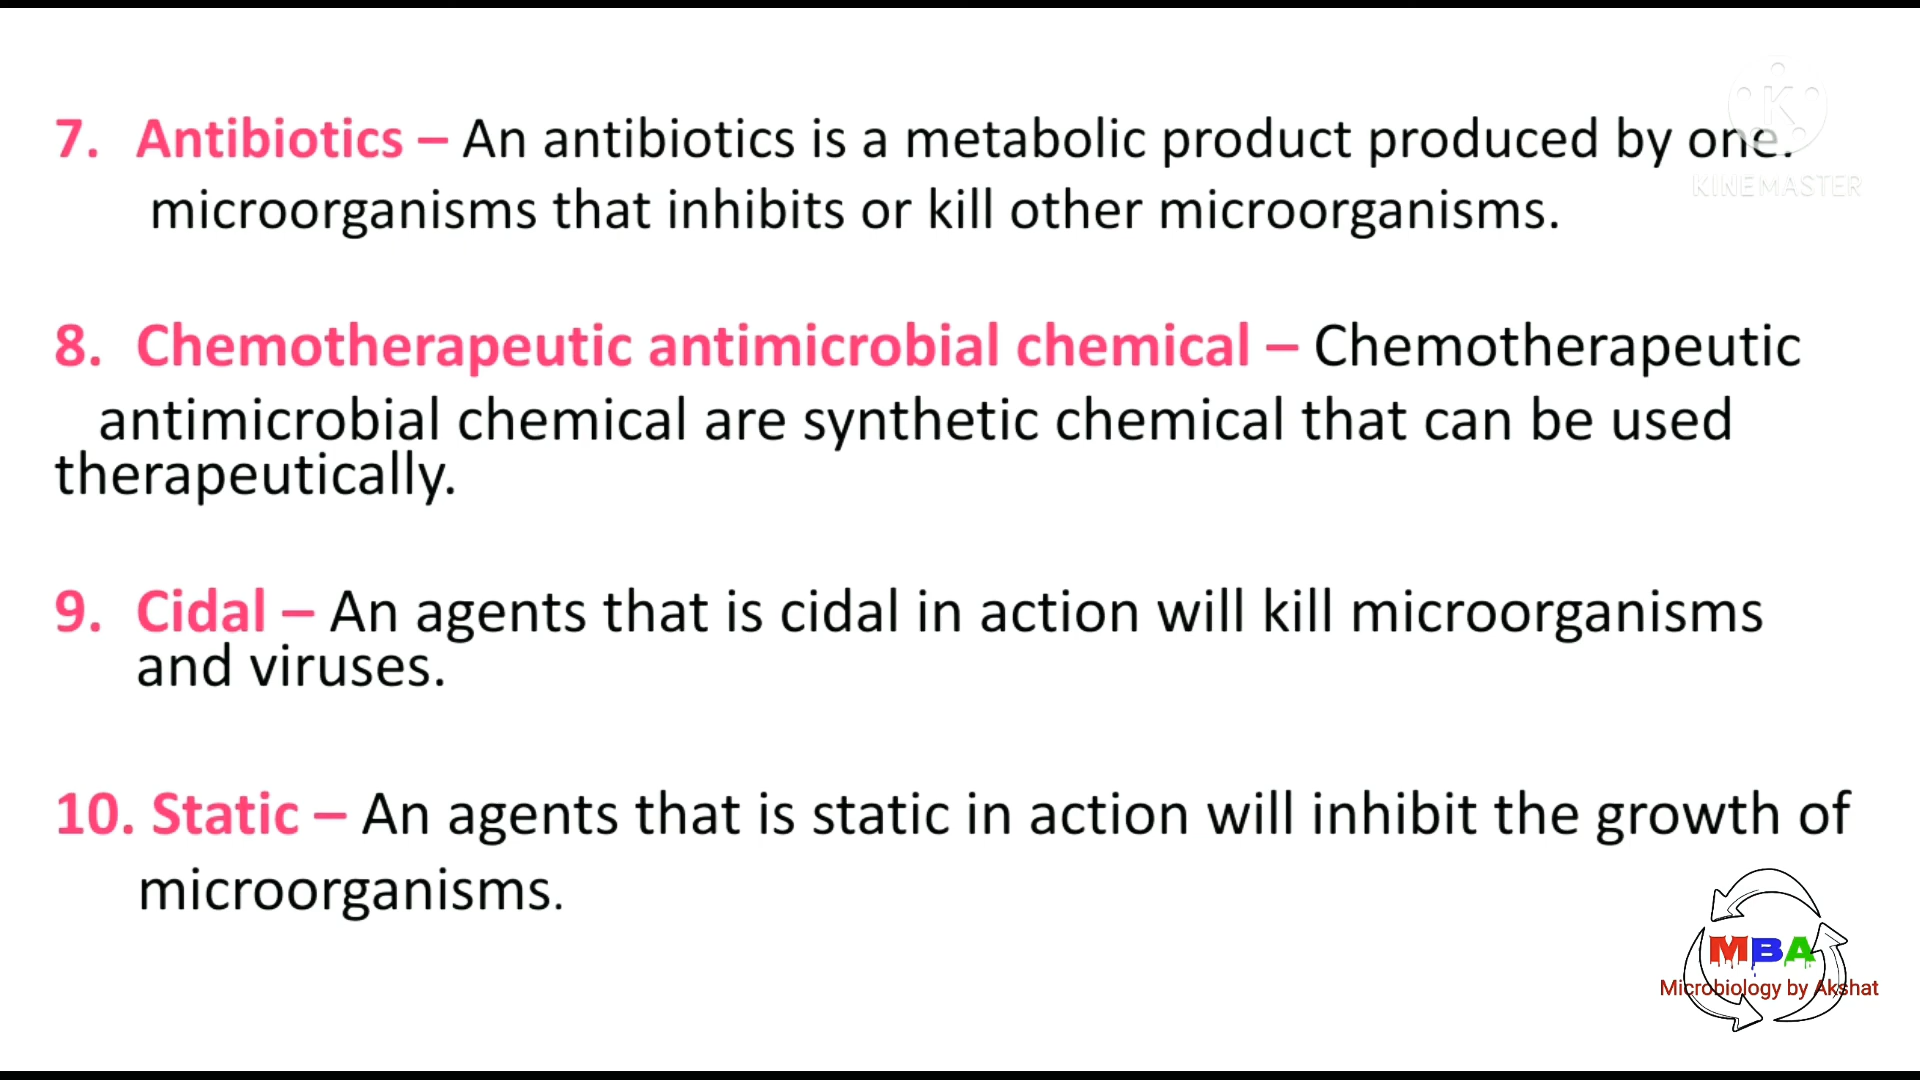 7. Antibiotics – An antibiotics is a metabolic product produced by one.
microorganisms that inhibits or kill other microorganisms.
8. Chemotherapeutic antimicrobial chemical – Chemotherapeutic
antimicrobial chemical are synthetic chemical that can be used
therapeutically.
9. Cidal – An agents that is cidal in action will kill microorganisms
and viruses.
10. Static – An agents that is static in action will inhibit the growth of
microorganisms.
K
KINEMASTER
MBA
Microbiology by Akshat